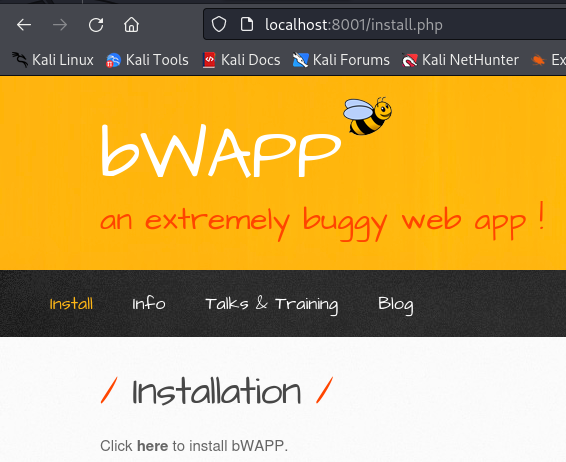 localhost:8001/install.php
Kali Linux Kali Tools Kali Docs Kali Forums Kali NetHunter Ex
bWAPP
an extremely buggy web app !
Install Info Talks & Training Blog
/ Installation /
Click here to install bWAPP.